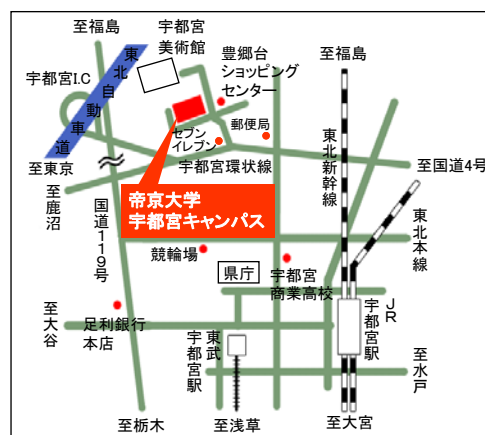 至福島
宇都宮
美術館
豊郷台
ショッピング
センター
至福島
宇都宮I.C
東北自動車道
セブン
イレブン
郵便局
東北新幹線
至東京
宇都宮環状線
至国道4号
至鹿沼
国道119号
帝京大学
宇都宮キャンパス
東北本線
競輪場
県庁
宇都宮
商業高校
至大谷
足利銀行
本店
東武
宇都宮駅
JR
宇都宮駅
至水戸
至栃木
至浅草
至大宮